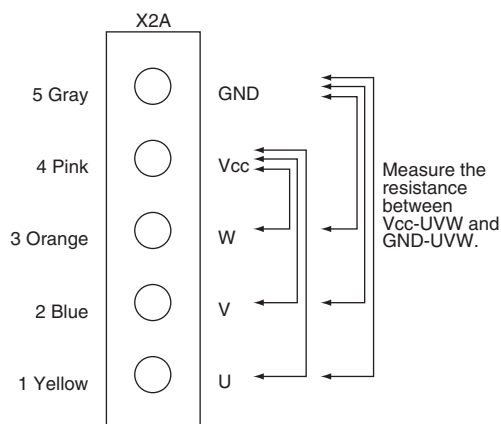 X2A
5 Gray GND
4 Pink Vcc
3 Orange W
2 Blue V
1 Yellow U
Measure the
resistance
between
Vcc-UVW and
GND-UVW.